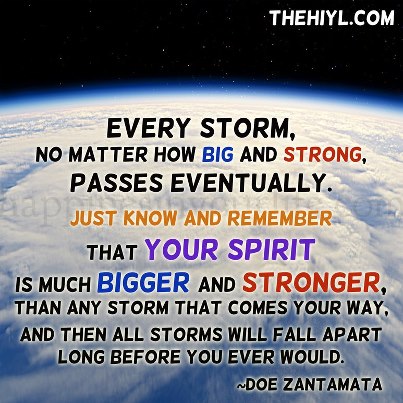 THEHIYL.COM
EVERY STORM,
NO MATTER HOW BIG AND STRONG,
PASSES EVENTUALLY.
JUST KNOW AND REMEMBER
THAT YOUR SPIRIT
IS MUCH BIGGER AND STRONGER,
THAN ANY STORM THAT COMES YOUR WAY,
AND THEN ALL STORMS WILL FALL APART
LONG BEFORE YOU EVER WOULD.
~DOE ZANTAMATA